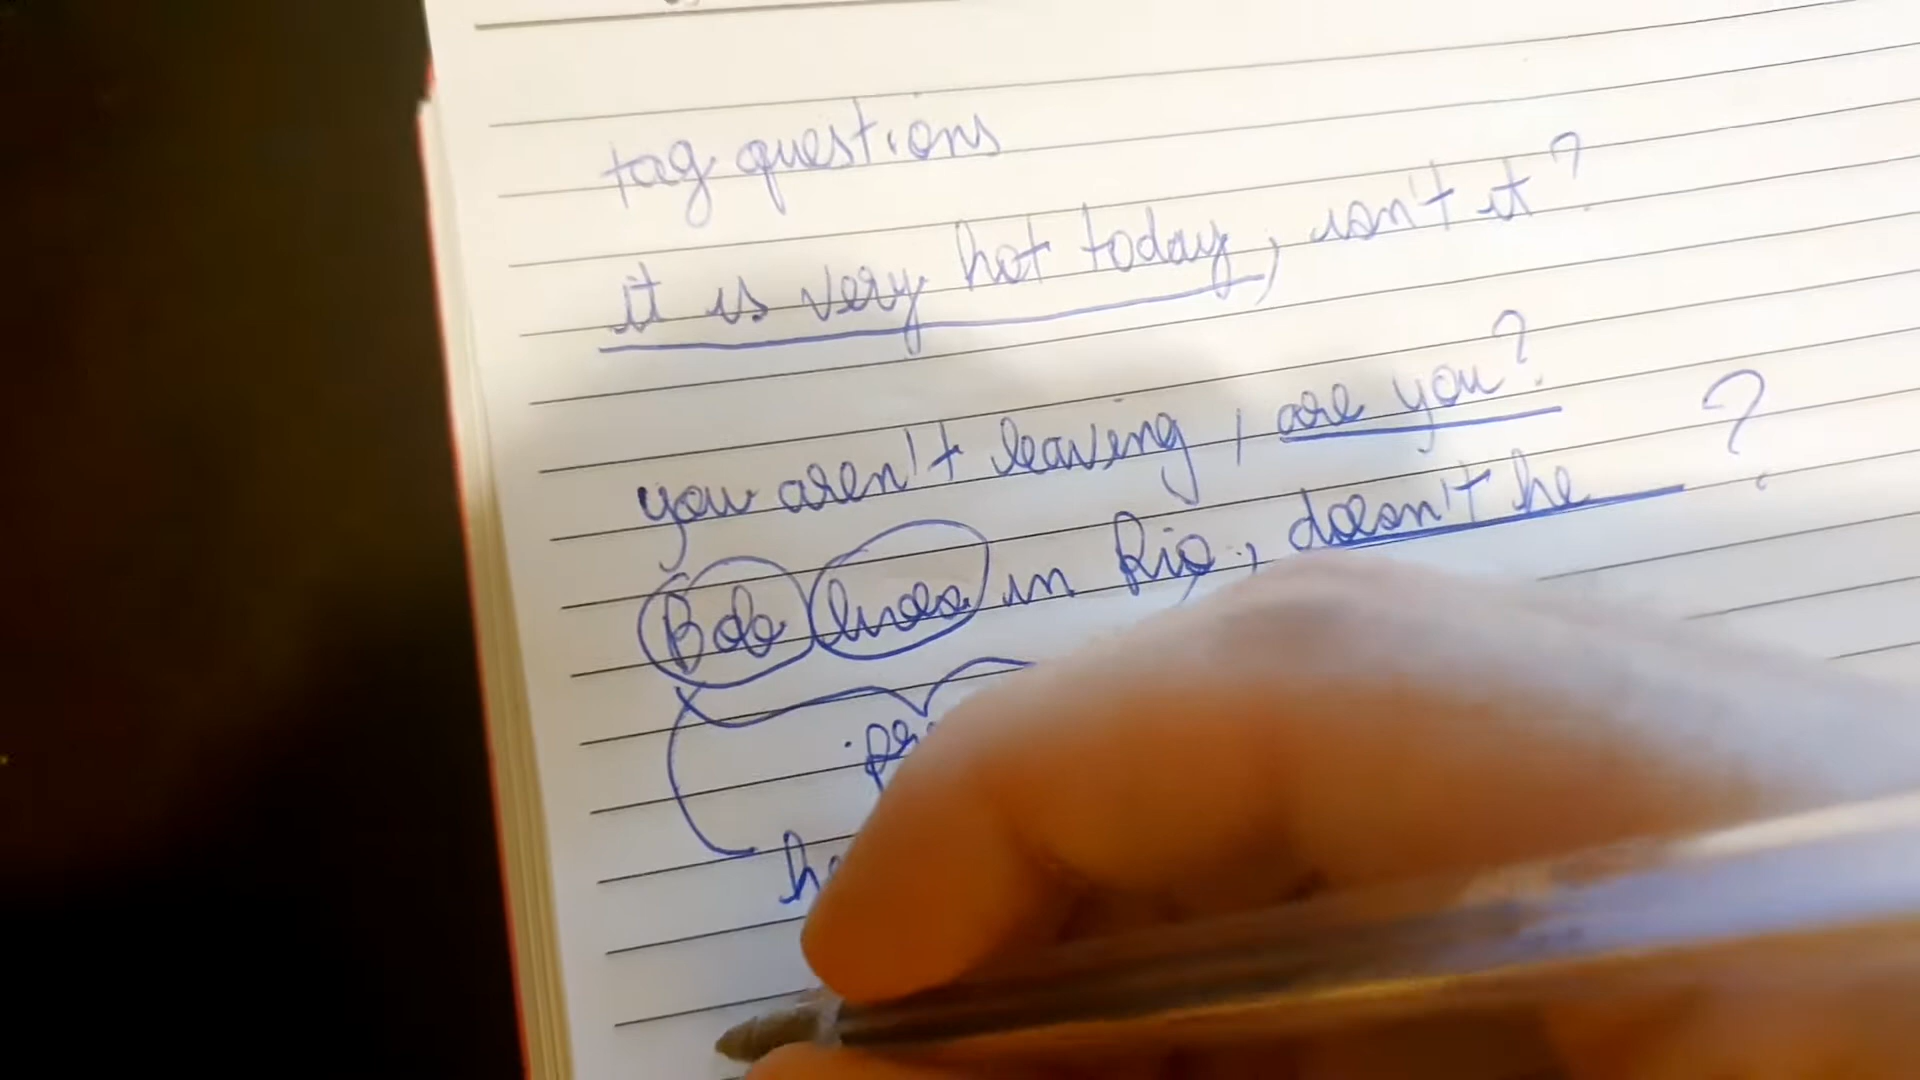 tag questions
it is very hot today, isn't it?
you aren't leaving, are you?
Bob lives in Rio, doesn't he ?